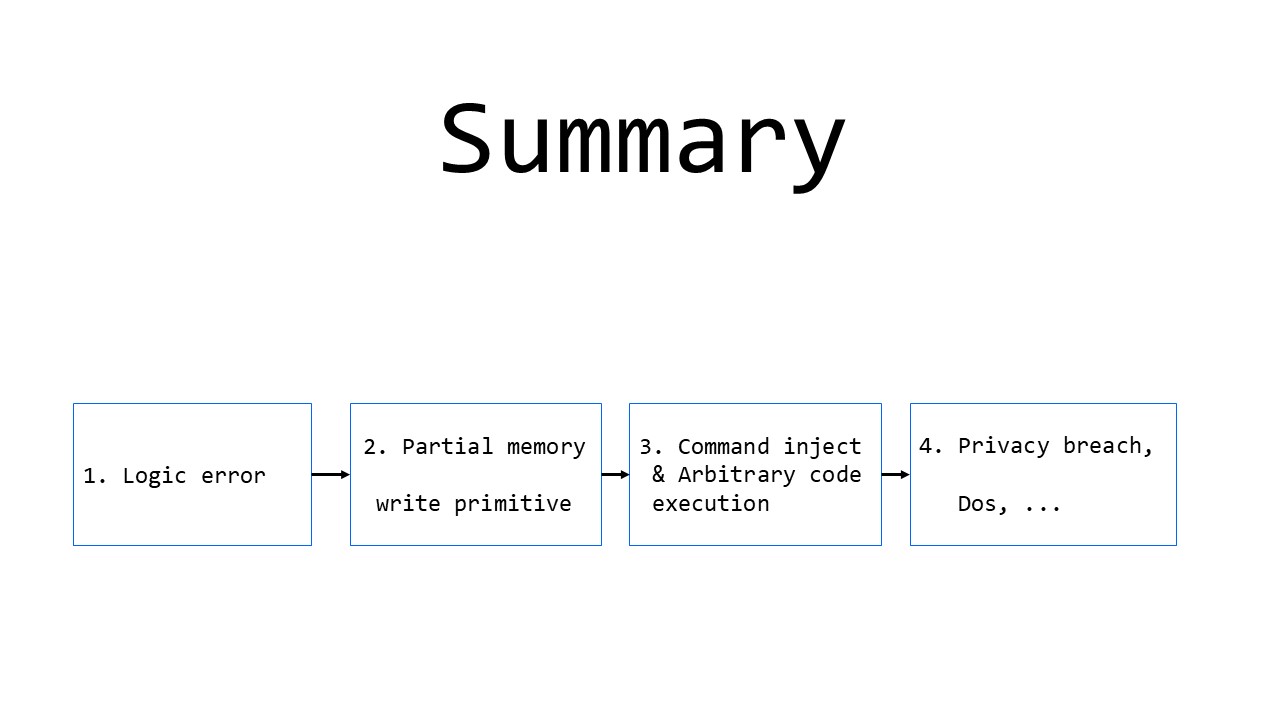 Summary
1. Logic error
2. Partial memory
write primitive
3. Command inject
& Arbitrary code
execution
4. Privacy breach,
Dos, ...